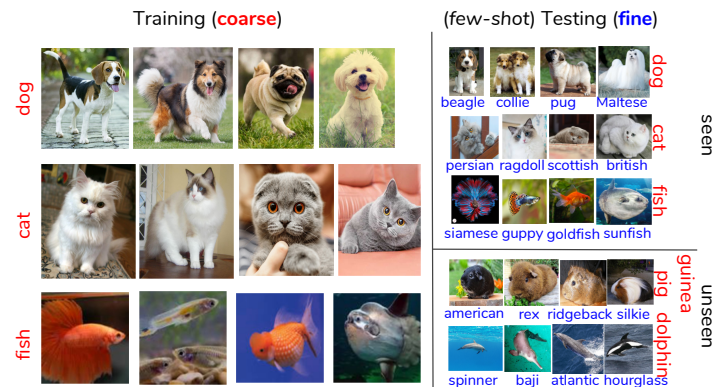 Training (coarse)
(few-shot) Testing (fine)
dog
cat
fish
beagle collie pug Maltese
dog
persian ragdoll scottish british
cat
siamese guppy goldfish sunfish
fish
seen
american rex ridgeback silkie
guinea
pig
spinner baji atlantic hourglass
dolphin
unseen